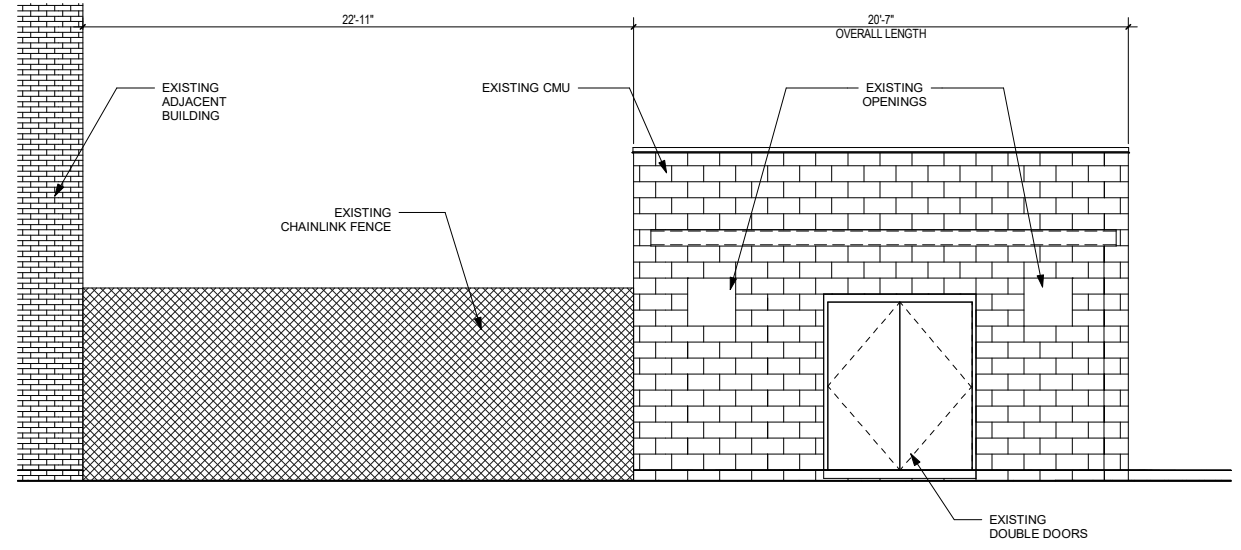 22'-11"
20'-7"
OVERALL LENGTH
EXISTING
ADJACENT
BUILDING
EXISTING CMU
EXISTING
OPENINGS
EXISTING
CHAINLINK FENCE
EXISTING
DOUBLE DOORS